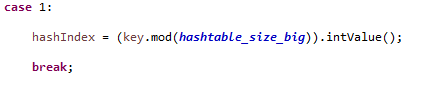 case 1:
hashIndex = (key.mod(hashtable_size_big)).intValue();
break;